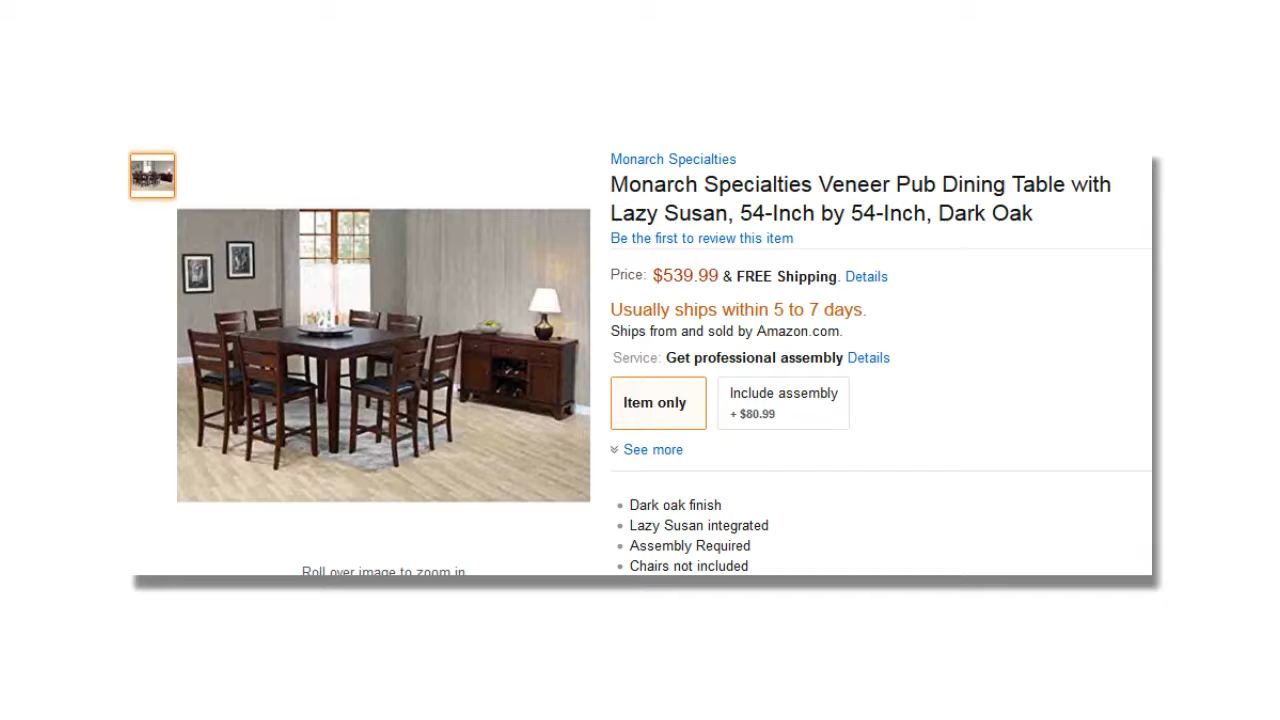 Monarch Specialties
Monarch Specialties Veneer Pub Dining Table with
Lazy Susan, 54-Inch by 54-Inch, Dark Oak
Be the first to review this item
Price: $539.99 & FREE Shipping. Details
Usually ships within 5 to 7 days.
Ships from and sold by Amazon.com.
Service: Get professional assembly Details
Item only
Include assembly
+ $80.99
See more
Dark oak finish
Lazy Susan integrated
Assembly Required
Chairs not included
Roll over image to zoom in